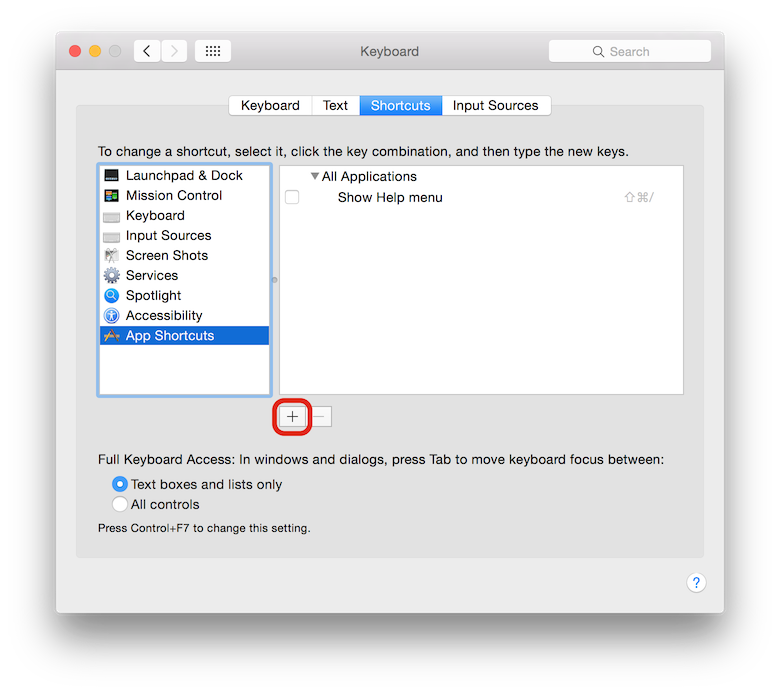 Keyboard
Search
Keyboard Text Shortcuts Input Sources
To change a shortcut, select it, click the key combination, and then type the new keys.
Launchpad & Dock
Mission Control
Keyboard
Input Sources
Screen Shots
Services
Spotlight
Accessibility
App Shortcuts
▼All Applications
Show Help menu ⇧⌘/
+ −
Full Keyboard Access: In windows and dialogs, press Tab to move keyboard focus between:
Text boxes and lists only
All controls
Press Control+F7 to change this setting.
?